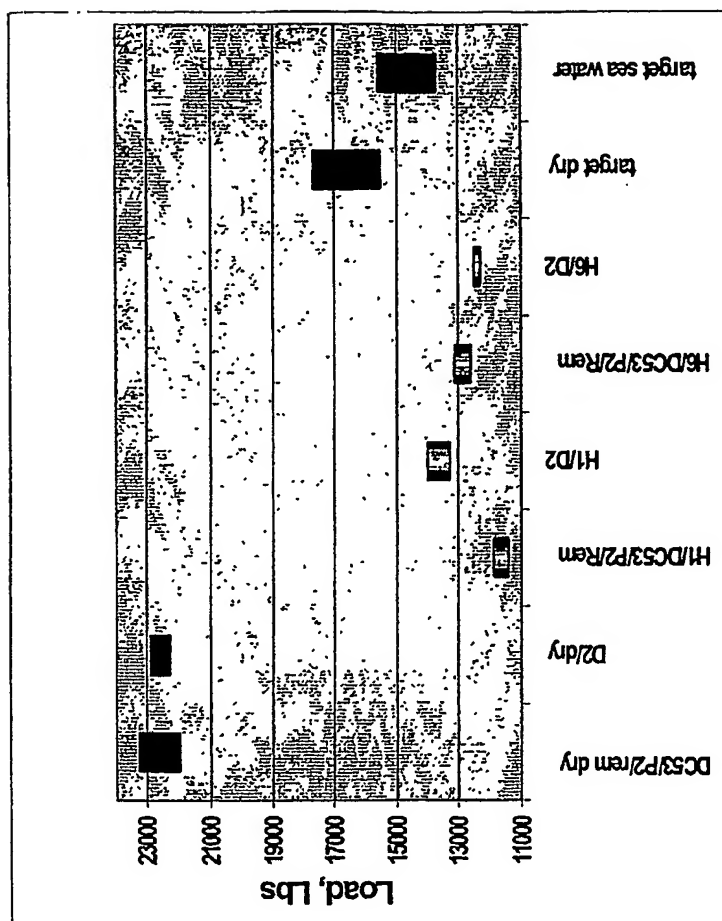 Load, Lbs
23000
21000
19000
17000
15000
13000
11000
DC53/P2/rem dry
D2/dry
H1/DC53/P2/Rem
H1/D2
H6/DC53/P2/Rem
H6/D2
target dry
target sea water